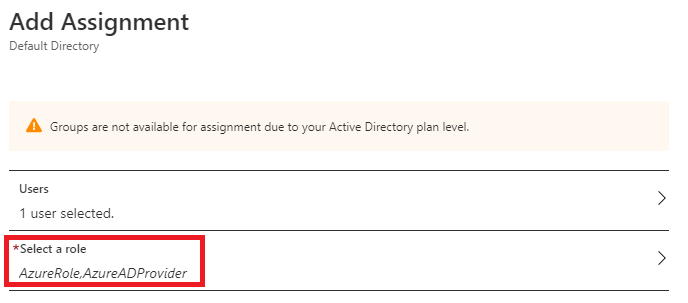 Add Assignment
Default Directory
Groups are not available for assignment due to your Active Directory plan level.
Users
1 user selected.
*Select a role
AzureRole,AzureADProvider